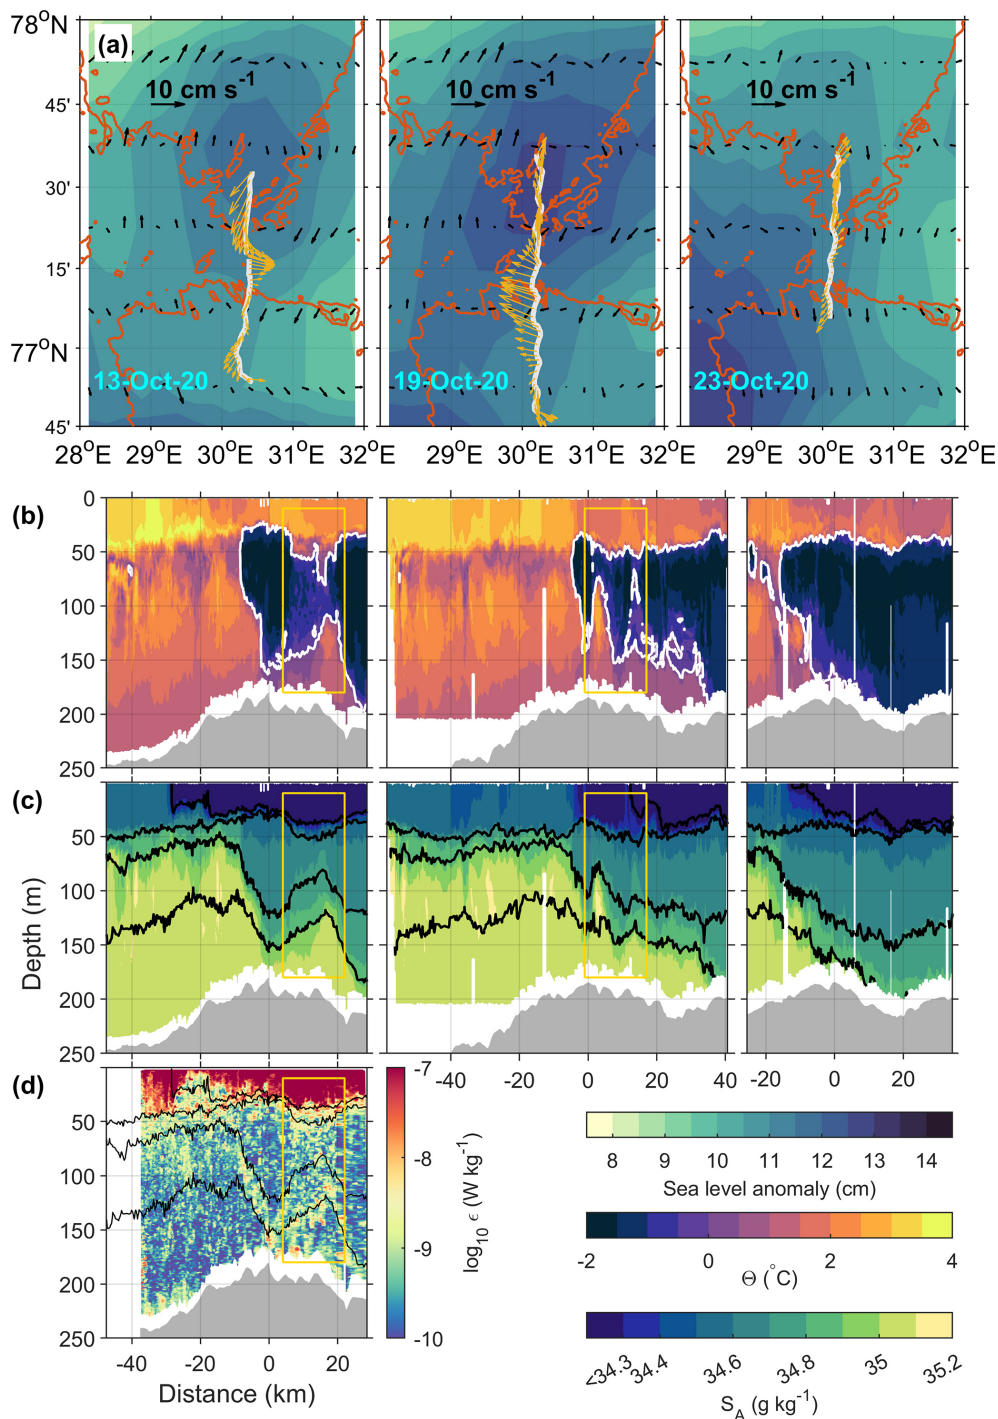 78°N
(a)
10 cm s⁻¹
10 cm s⁻¹
10 cm s⁻¹
45'
30'
15'
77°N
13-Oct-20
19-Oct-20
23-Oct-20
45'
28°E
29°E
30°E
31°E
32°E
29°E
30°E
31°E
32°E
29°E
30°E
31°E
32°E
(b)
0
50
100
150
200
250
(c)
50
100
150
200
250
Depth (m)
-40
-20
0
20
40
-20
0
20
(d)
50
100
150
200
250
-40
-20
0
20
Distance (km)
-7
-8
-9
-10
log₁₀ ϵ (W kg⁻¹)
8
9
10
11
12
13
14
Sea level anomaly (cm)
-2
0
2
4
Θ (°C)
<34.3
34.4
34.6
34.8
35
35.2
S_A (g kg⁻¹)